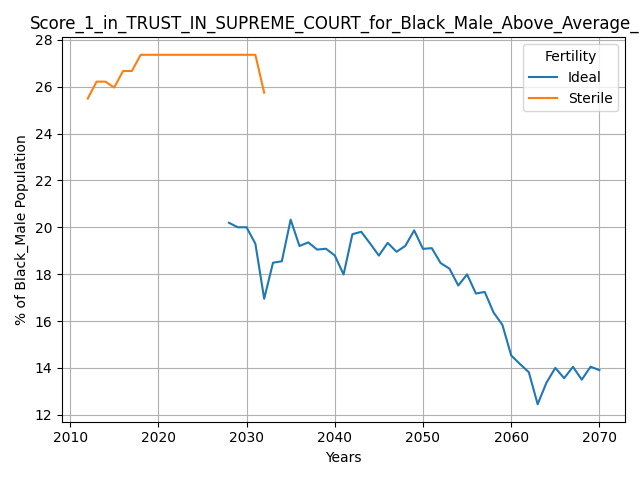 Score_1_in_TRUST_IN_SUPREME_COURT_for_Black_Male_Above_Average_
28
26
24
22
20
18
16
14
12
% of Black_Male Population
Fertility
Ideal
Sterile
2010
2020
2030
2040
2050
2060
2070
Years